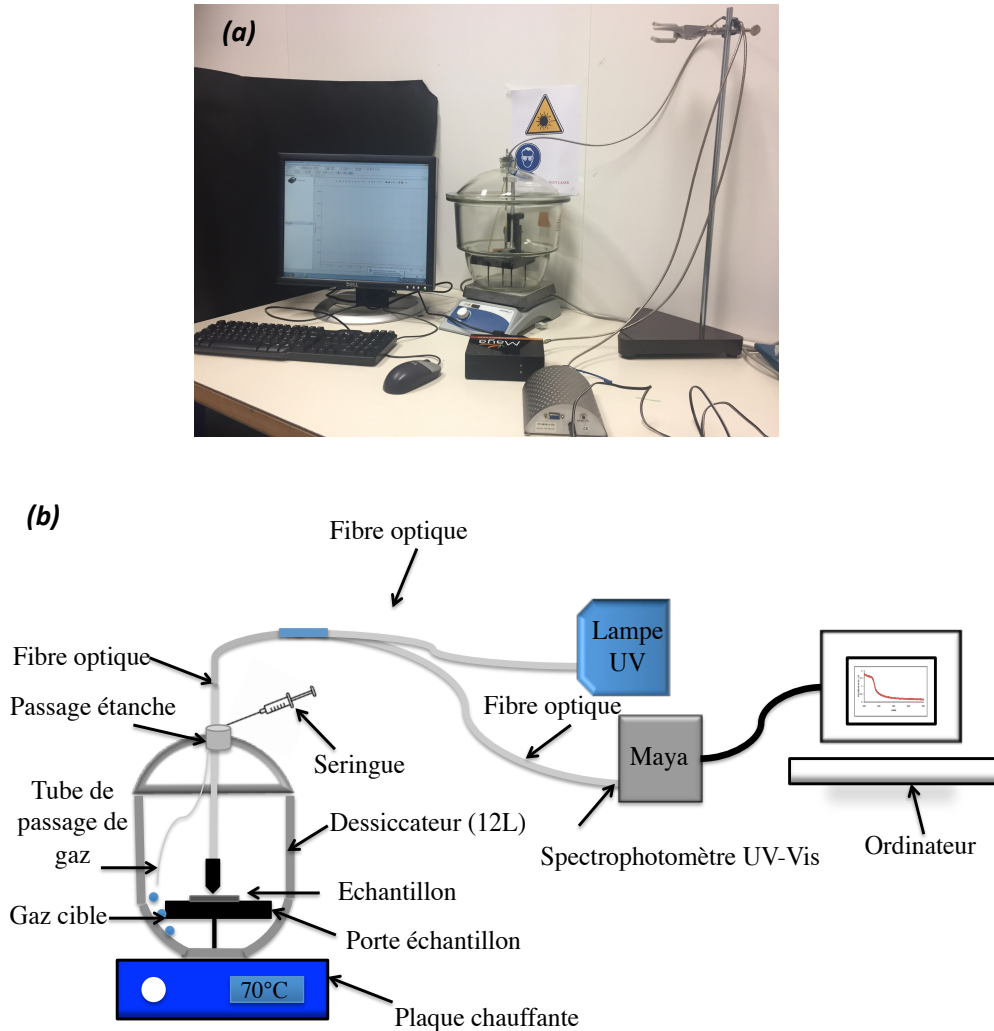 (a)
DELL
Maya
(b)
Fibre optique
Lampe
UV
Fibre optique
Passage étanche
Fibre optique
Seringue
Maya
Tube de
passage de
gaz
Dessiccateur (12L)
Spectrophotomètre UV-Vis
Ordinateur
Echantillon
Gaz cible
Porte échantillon
70°C
Plaque chauffante